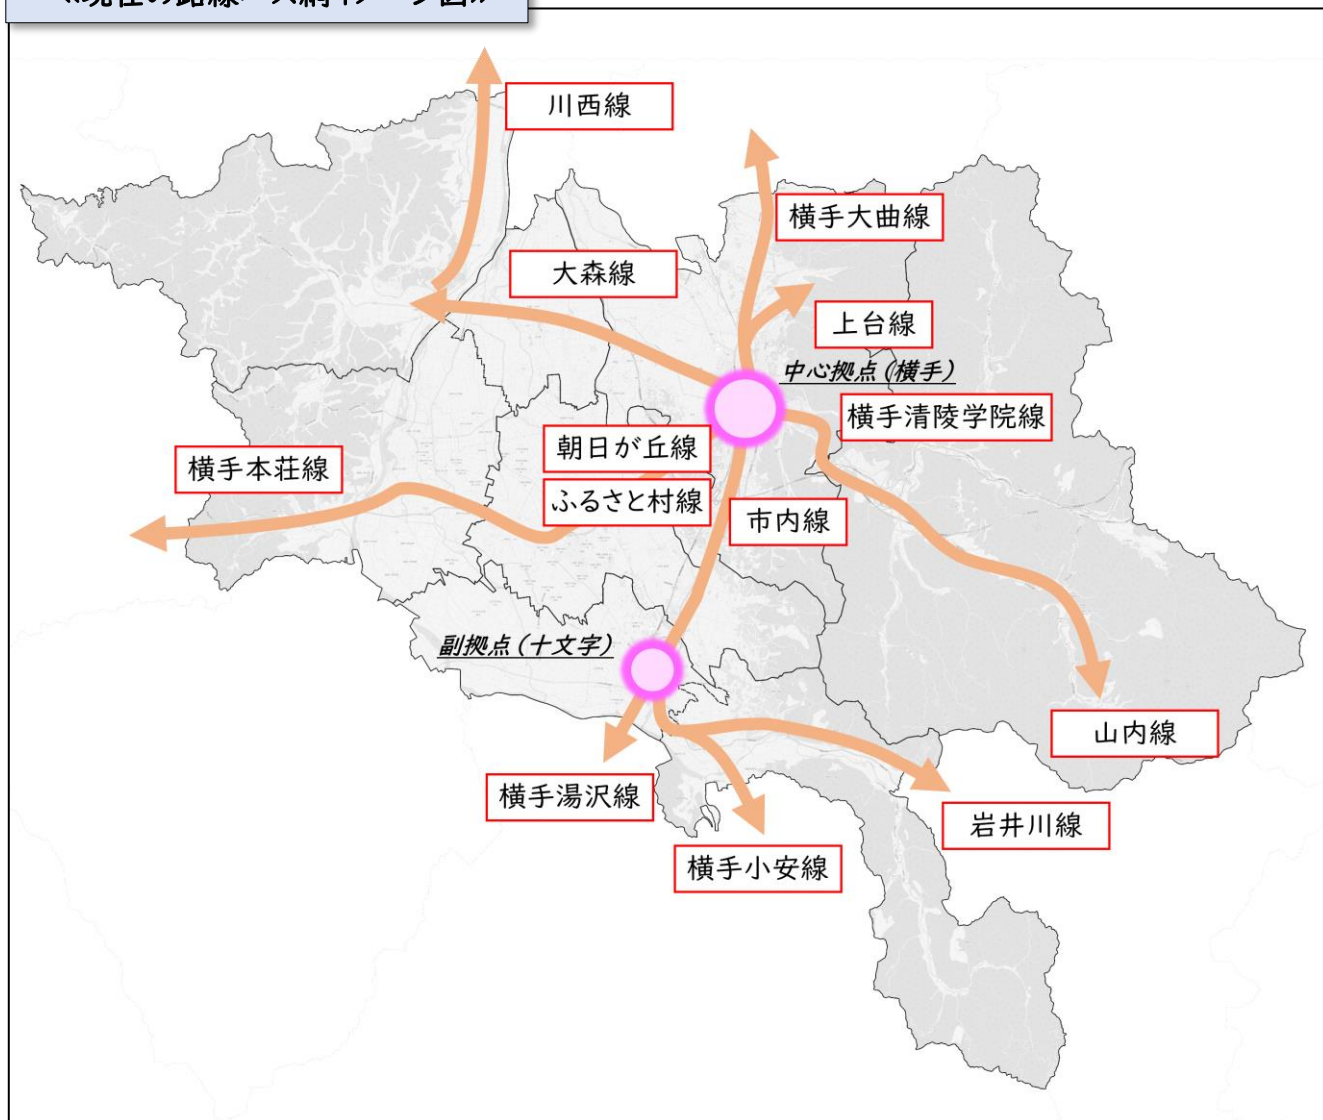 川西線
横手大曲線
大森線
上台線
中心拠点(横手)
横手清陵学院線
朝日が丘線
横手本荘線
ふるさと村線
市内線
副拠点(十文字)
山内線
横手湯沢線
岩井川線
横手小安線